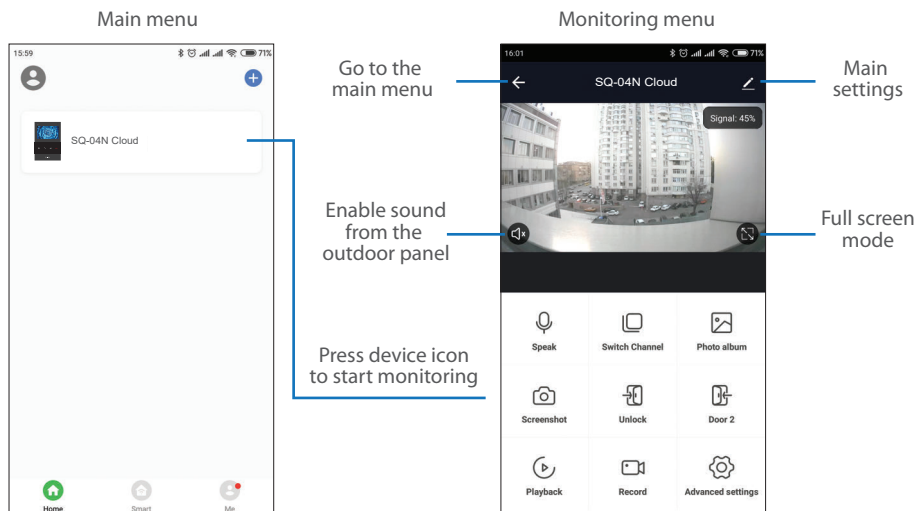 Main menu
15:59
71%
SQ-04N Cloud
Home
Smart
Me
Go to the
main menu
Enable sound
from the
outdoor panel
Press device icon
to start monitoring
Monitoring menu
16:01
71%
SQ-04N Cloud
Signal: 45%
Speak
Switch Channel
Photo album
Screenshot
Unlock
Door 2
Playback
Record
Advanced settings
Main
settings
Full screen
mode